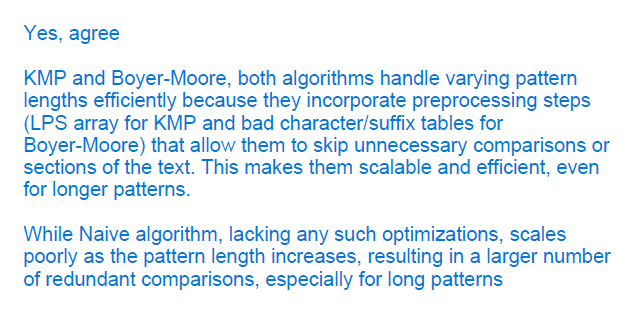 Yes, agree
KMP and Boyer-Moore, both algorithms handle varying pattern
lengths efficiently because they incorporate preprocessing steps
(LPS array for KMP and bad character/suffix tables for
Boyer-Moore) that allow them to skip unnecessary comparisons or
sections of the text. This makes them scalable and efficient, even
for longer patterns.
While Naive algorithm, lacking any such optimizations, scales
poorly as the pattern length increases, resulting in a larger number
of redundant comparisons, especially for long patterns